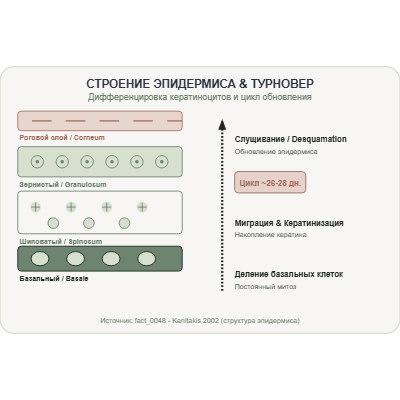 СТРОЕНИЕ ЭПИДЕРМИСА & ТУРНОВЕР
Дифференцировка кератиноцитов и цикл обновления
Роговой слой / Corneum
Зернистый / Granulosum
Шиповатый / Spinosum
Базальный / Basale
Слущивание / Desquamation
Обновление эпидермиса
Цикл ~26-28 дн.
Миграция & Кератинизация
Накопление кератина
Деление базальных клеток
Постоянный митоз
Источник: fact_0048 - Kanitakis 2002 (структура эпидермиса)